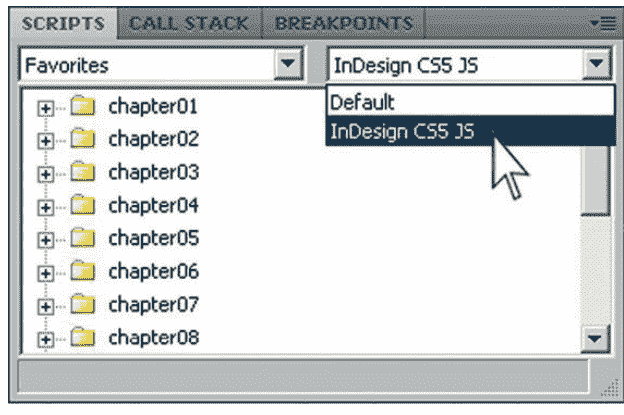 SCRIPTS CALL STACK BREAKPOINTS
Favorites InDesign CS5 JS
Default
InDesign CS5 JS
chapter01
chapter02
chapter03
chapter04
chapter05
chapter06
chapter07
chapter08